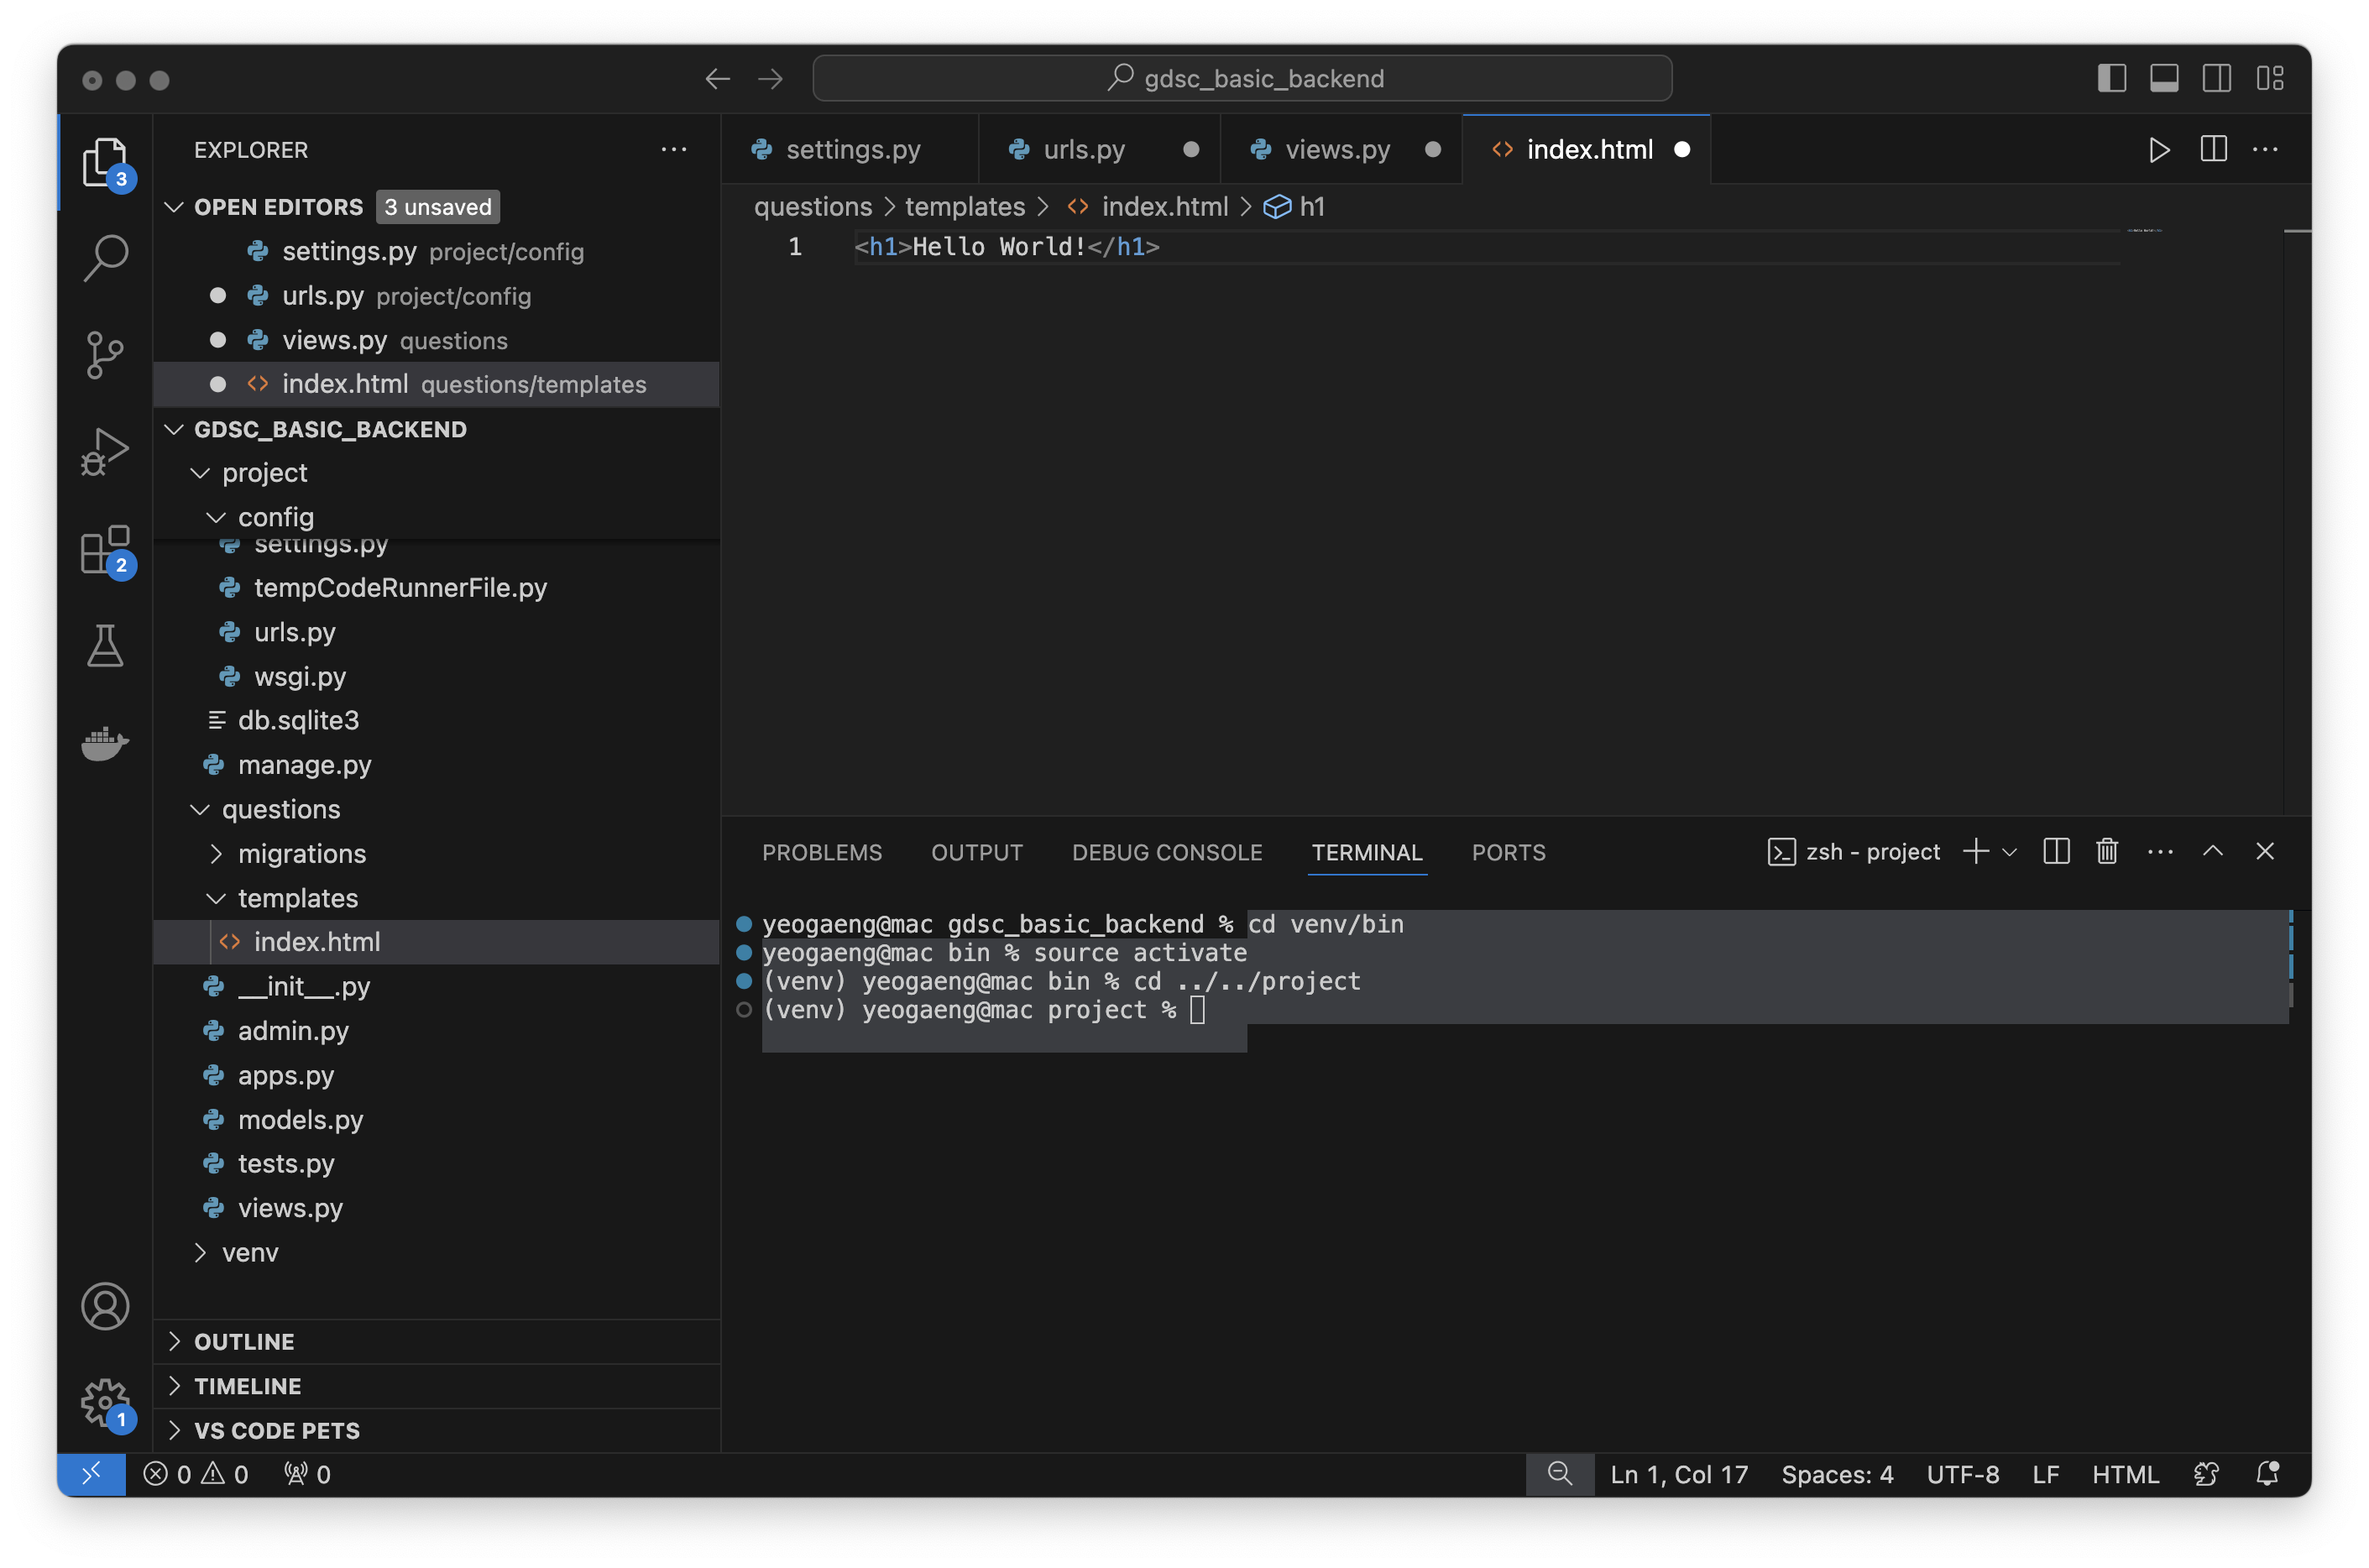 gdsc_basic_backend
EXPLORER
3
OPEN EDITORS 3 unsaved
settings.py project/config
urls.py project/config
views.py questions
index.html questions/templates
GDSC_BASIC_BACKEND
project
config
settings.py
tempCodeRunnerFile.py
urls.py
wsgi.py
db.sqlite3
manage.py
questions
migrations
templates
index.html
__init__.py
admin.py
apps.py
models.py
tests.py
views.py
venv
OUTLINE
TIMELINE
VS CODE PETS
2
1
settings.py urls.py views.py index.html
questions > templates > <> index.html > h1
1 <h1>Hello World!</h1>
PROBLEMS OUTPUT DEBUG CONSOLE TERMINAL PORTS zsh - project
yeogaeng@mac gdsc_basic_backend % cd venv/bin
yeogaeng@mac bin % source activate
(venv) yeogaeng@mac bin % cd ../../project
(venv) yeogaeng@mac project %
0 0 0 Ln 1, Col 17 Spaces: 4 UTF-8 LF HTML